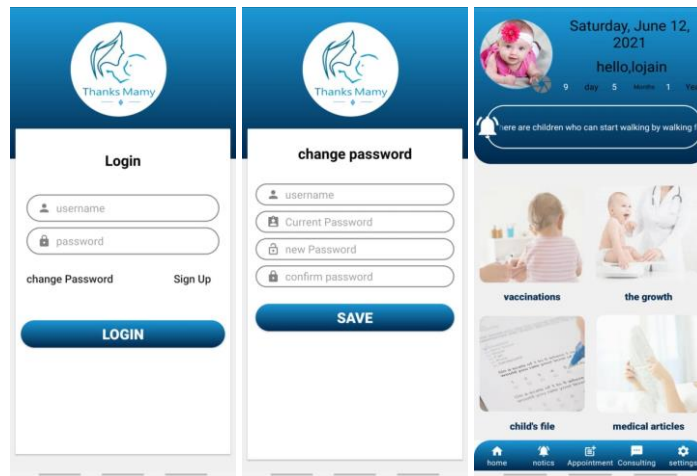 Thanks Mamy
Login
username
password
change Password
Sign Up
LOGIN
Thanks Mamy
change password
username
Current Password
new Password
confirm password
SAVE
Saturday, June 12,
2021
hello,lojain
9 day 5 Months 1 Yea
here are children who can start walking by walking f
vaccinations
the growth
child's file
medical articles
home
notics
Appointment
Consulting
settings